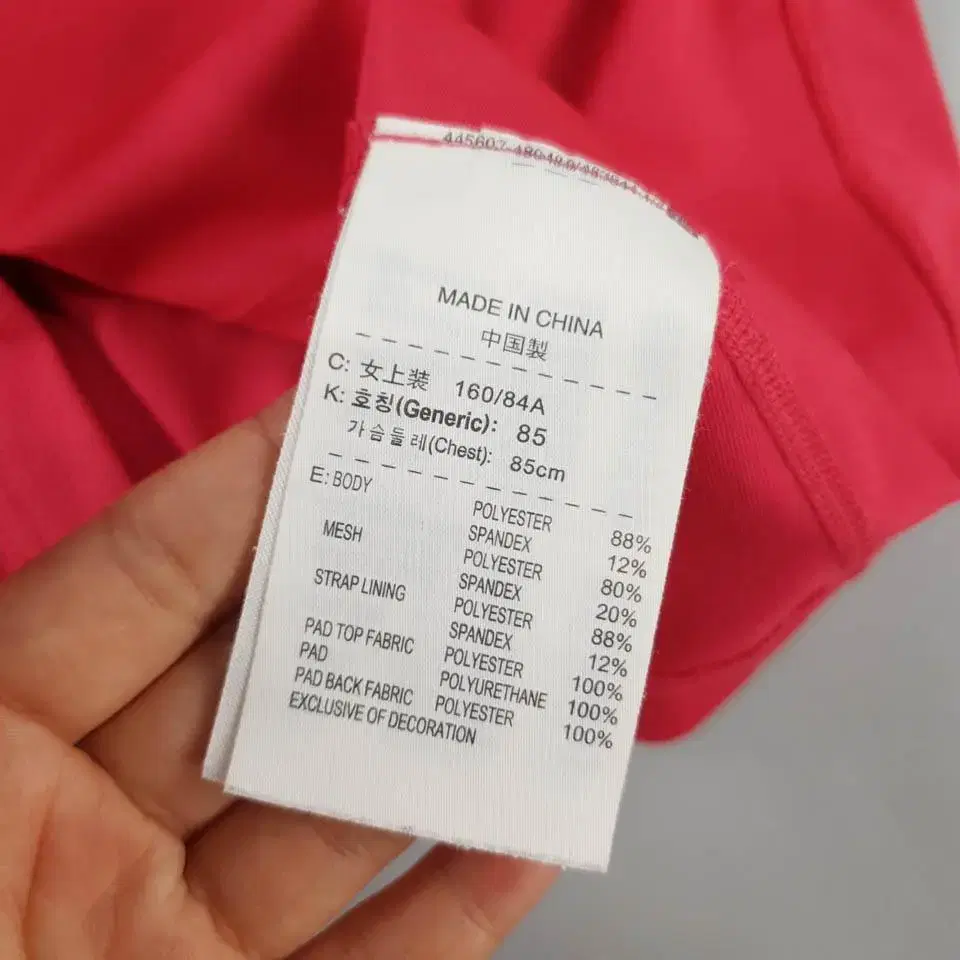 MADE IN CHINA
中国製
C: 女上装 160/84A
K: 호칭(Generic): 85
가슴둘레(Chest): 85cm
E: BODY POLYESTER 88%
SPANDEX 12%
MESH POLYESTER 80%
SPANDEX 20%
STRAP LINING POLYESTER 88%
SPANDEX 12%
PAD TOP FABRIC POLYESTER 100%
PAD POLYURETHANE 100%
PAD BACK FABRIC POLYESTER 100%
EXCLUSIVE OF DECORATION